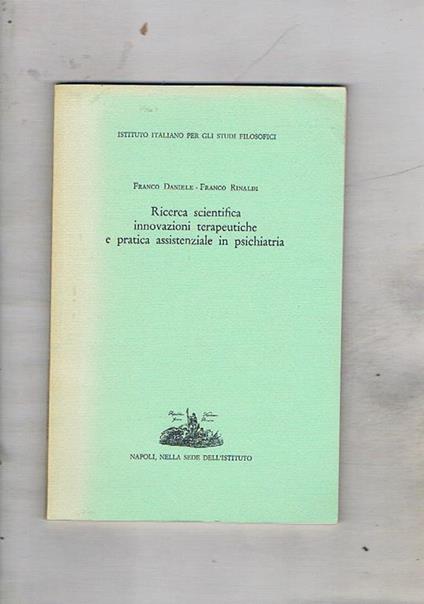 ISTITUTO ITALIANO PER GLI STUDI FILOSOFICI
FRANCO DANIELE - FRANCO RINALDI
Ricerca scientifica
innovazioni terapeutiche
e pratica assistenziale in psichiatria
NAPOLI, NELLA SEDE DELL'ISTITUTO